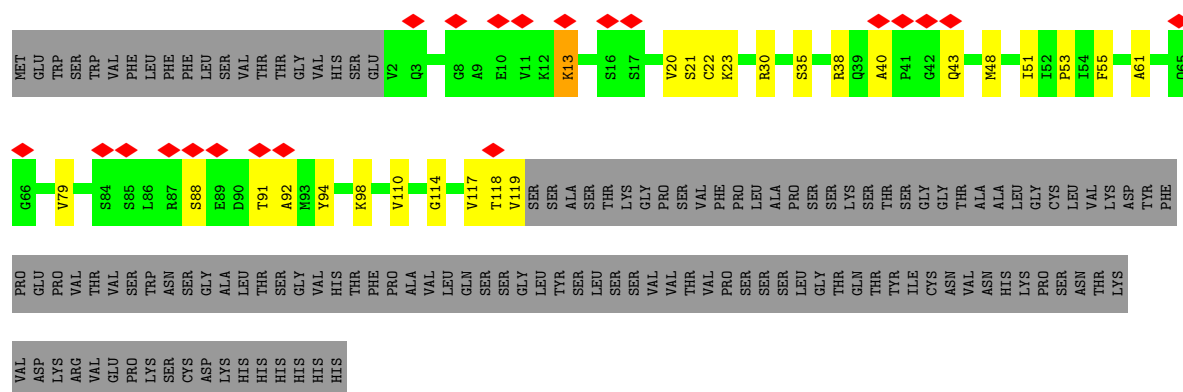 MET GLU TRP SER TRP VAL PHE LEU PHE PHE LEU SER VAL THR THR GLY VAL HIS SER GLU V2 Q3 G8 A9 E10 V11 K12 K13 S16 S17 V20 S21 C22 K23 R30 S35 R38 Q39 A40 P41 G42 Q43 M48 I51 I52 P53 I54 F55 A61 Q65
G66 V79 S84 S85 L86 R87 S88 E89 D90 T91 A92 M93 Y94 K98 V110 G114 V117 T118 V119 SER SER ALA SER THR LYS GLY PRO SER VAL PHE PRO LEU ALA PRO SER SER LYS SER THR SER GLY GLY THR ALA ALA LEU GLY CYS LEU VAL LYS ASP TYR PHE
PRO GLU PRO VAL THR VAL SER TRP ASN SER GLY ALA LEU THR SER GLY VAL HIS THR PHE PRO ALA VAL LEU GLN SER SER GLY LEU TYR SER LEU SER SER VAL VAL THR VAL PRO SER SER SER LEU GLY THR GLN THR TYR ILE CYS ASN VAL ASN HIS LYS PRO SER ASN THR LYS
VAL ASP LYS ARG VAL GLU PRO LYS SER CYS ASP LYS HIS HIS HIS HIS HIS HIS